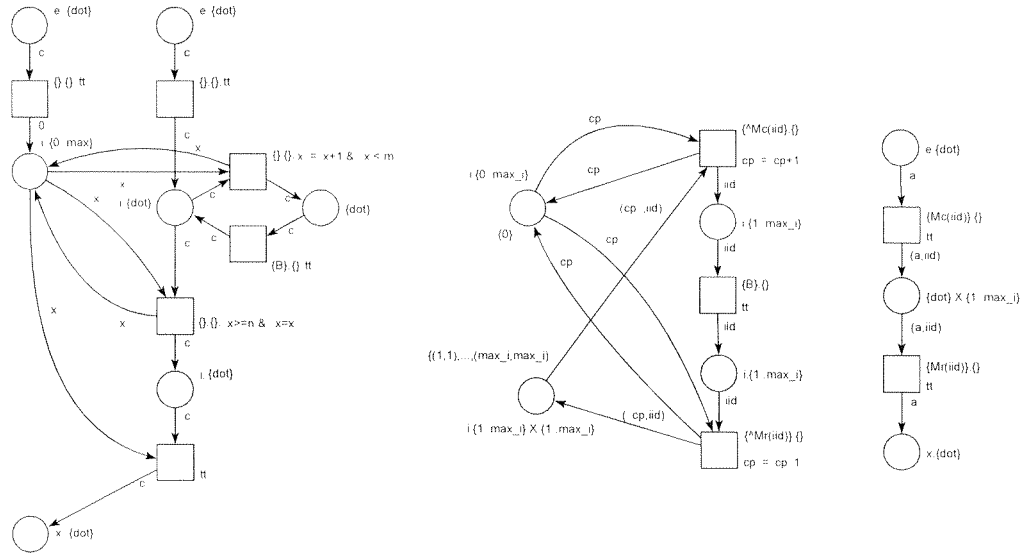 e {dot}
e {dot}
c
c
{} {} tt
{}.{}.tt
0
c
i {0 max}
x
{} {}. x = x+1 & x < m
x
c
c
x
i {dot}
{dot}
c
c
c
{B}.{} tt
x
x
{}.{}. x>=n & x=x
c
i.{dot}
c
tt
c
x {dot}
cp
{^Mc(iid}.{}
cp = cp+1
cp
i {0 max_i}
iid
(cp ,iid)
i {1 max_i}
{0}
cp
iid
cp
{B}.{}
tt
iid
{(1,1),...,(max_i,max_i)
i.{1 .max_i}
iid
( cp,iid)
i {1 max_i} X {1 .max_i}
{^Mr(iid)} {}
cp = cp 1
e {dot}
a
{Mc(iid)}.{}
tt
(a,iid)
{dot} X {1 max_i}
(a,iid)
{Mr(iid)}.{}
tt
a
x.{dot}